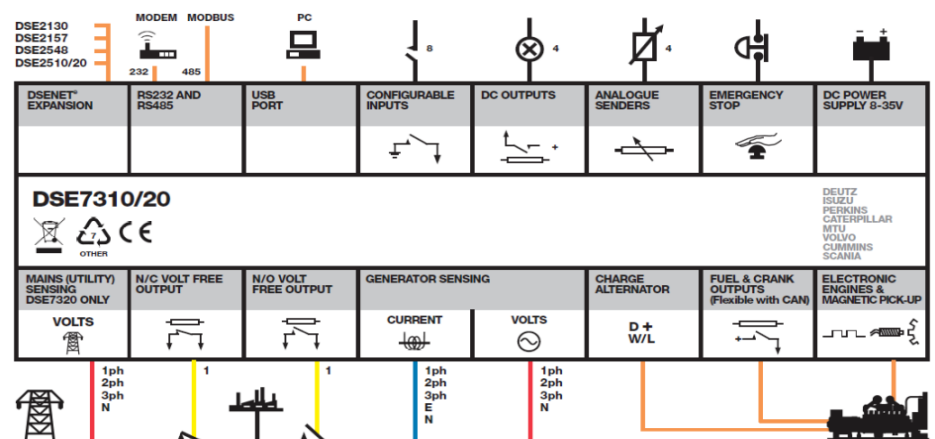 DSE2130
DSE2157
DSE2548
DSE2510/20
MODEM
MODBUS
PC
232
485
8
4
4
- +
DSENET®
EXPANSION
RS232 AND
RS485
USB
PORT
CONFIGURABLE
INPUTS
DC OUTPUTS
ANALOGUE
SENDERS
EMERGENCY
STOP
DC POWER
SUPPLY 8-35V
+
DSE7310/20
7
OTHER
CE
DEUTZ
ISUZU
PERKINS
CATERPILLAR
MTU
VOLVO
CUMMINS
SCANIA
MAINS (UTILITY)
SENSING
DSE7320 ONLY
VOLTS
N/C VOLT FREE
OUTPUT
N/O VOLT
FREE OUTPUT
GENERATOR SENSING
CURRENT
VOLTS
CHARGE
ALTERNATOR
D+
W/L
FUEL & CRANK
OUTPUTS
(Flexible with CAN)
+
ELECTRONIC
ENGINES &
MAGNETIC PICK-UP
1ph
2ph
3ph
N
1
1
1ph
2ph
3ph
E
N
1ph
2ph
3ph
N